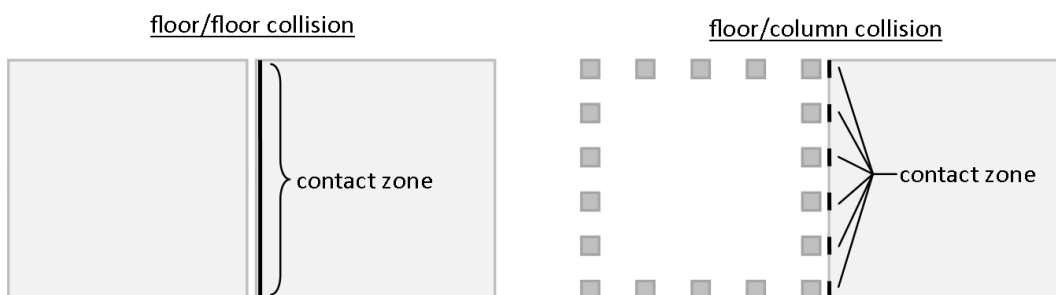 floor/floor collision
floor/column collision
contact zone
contact zone